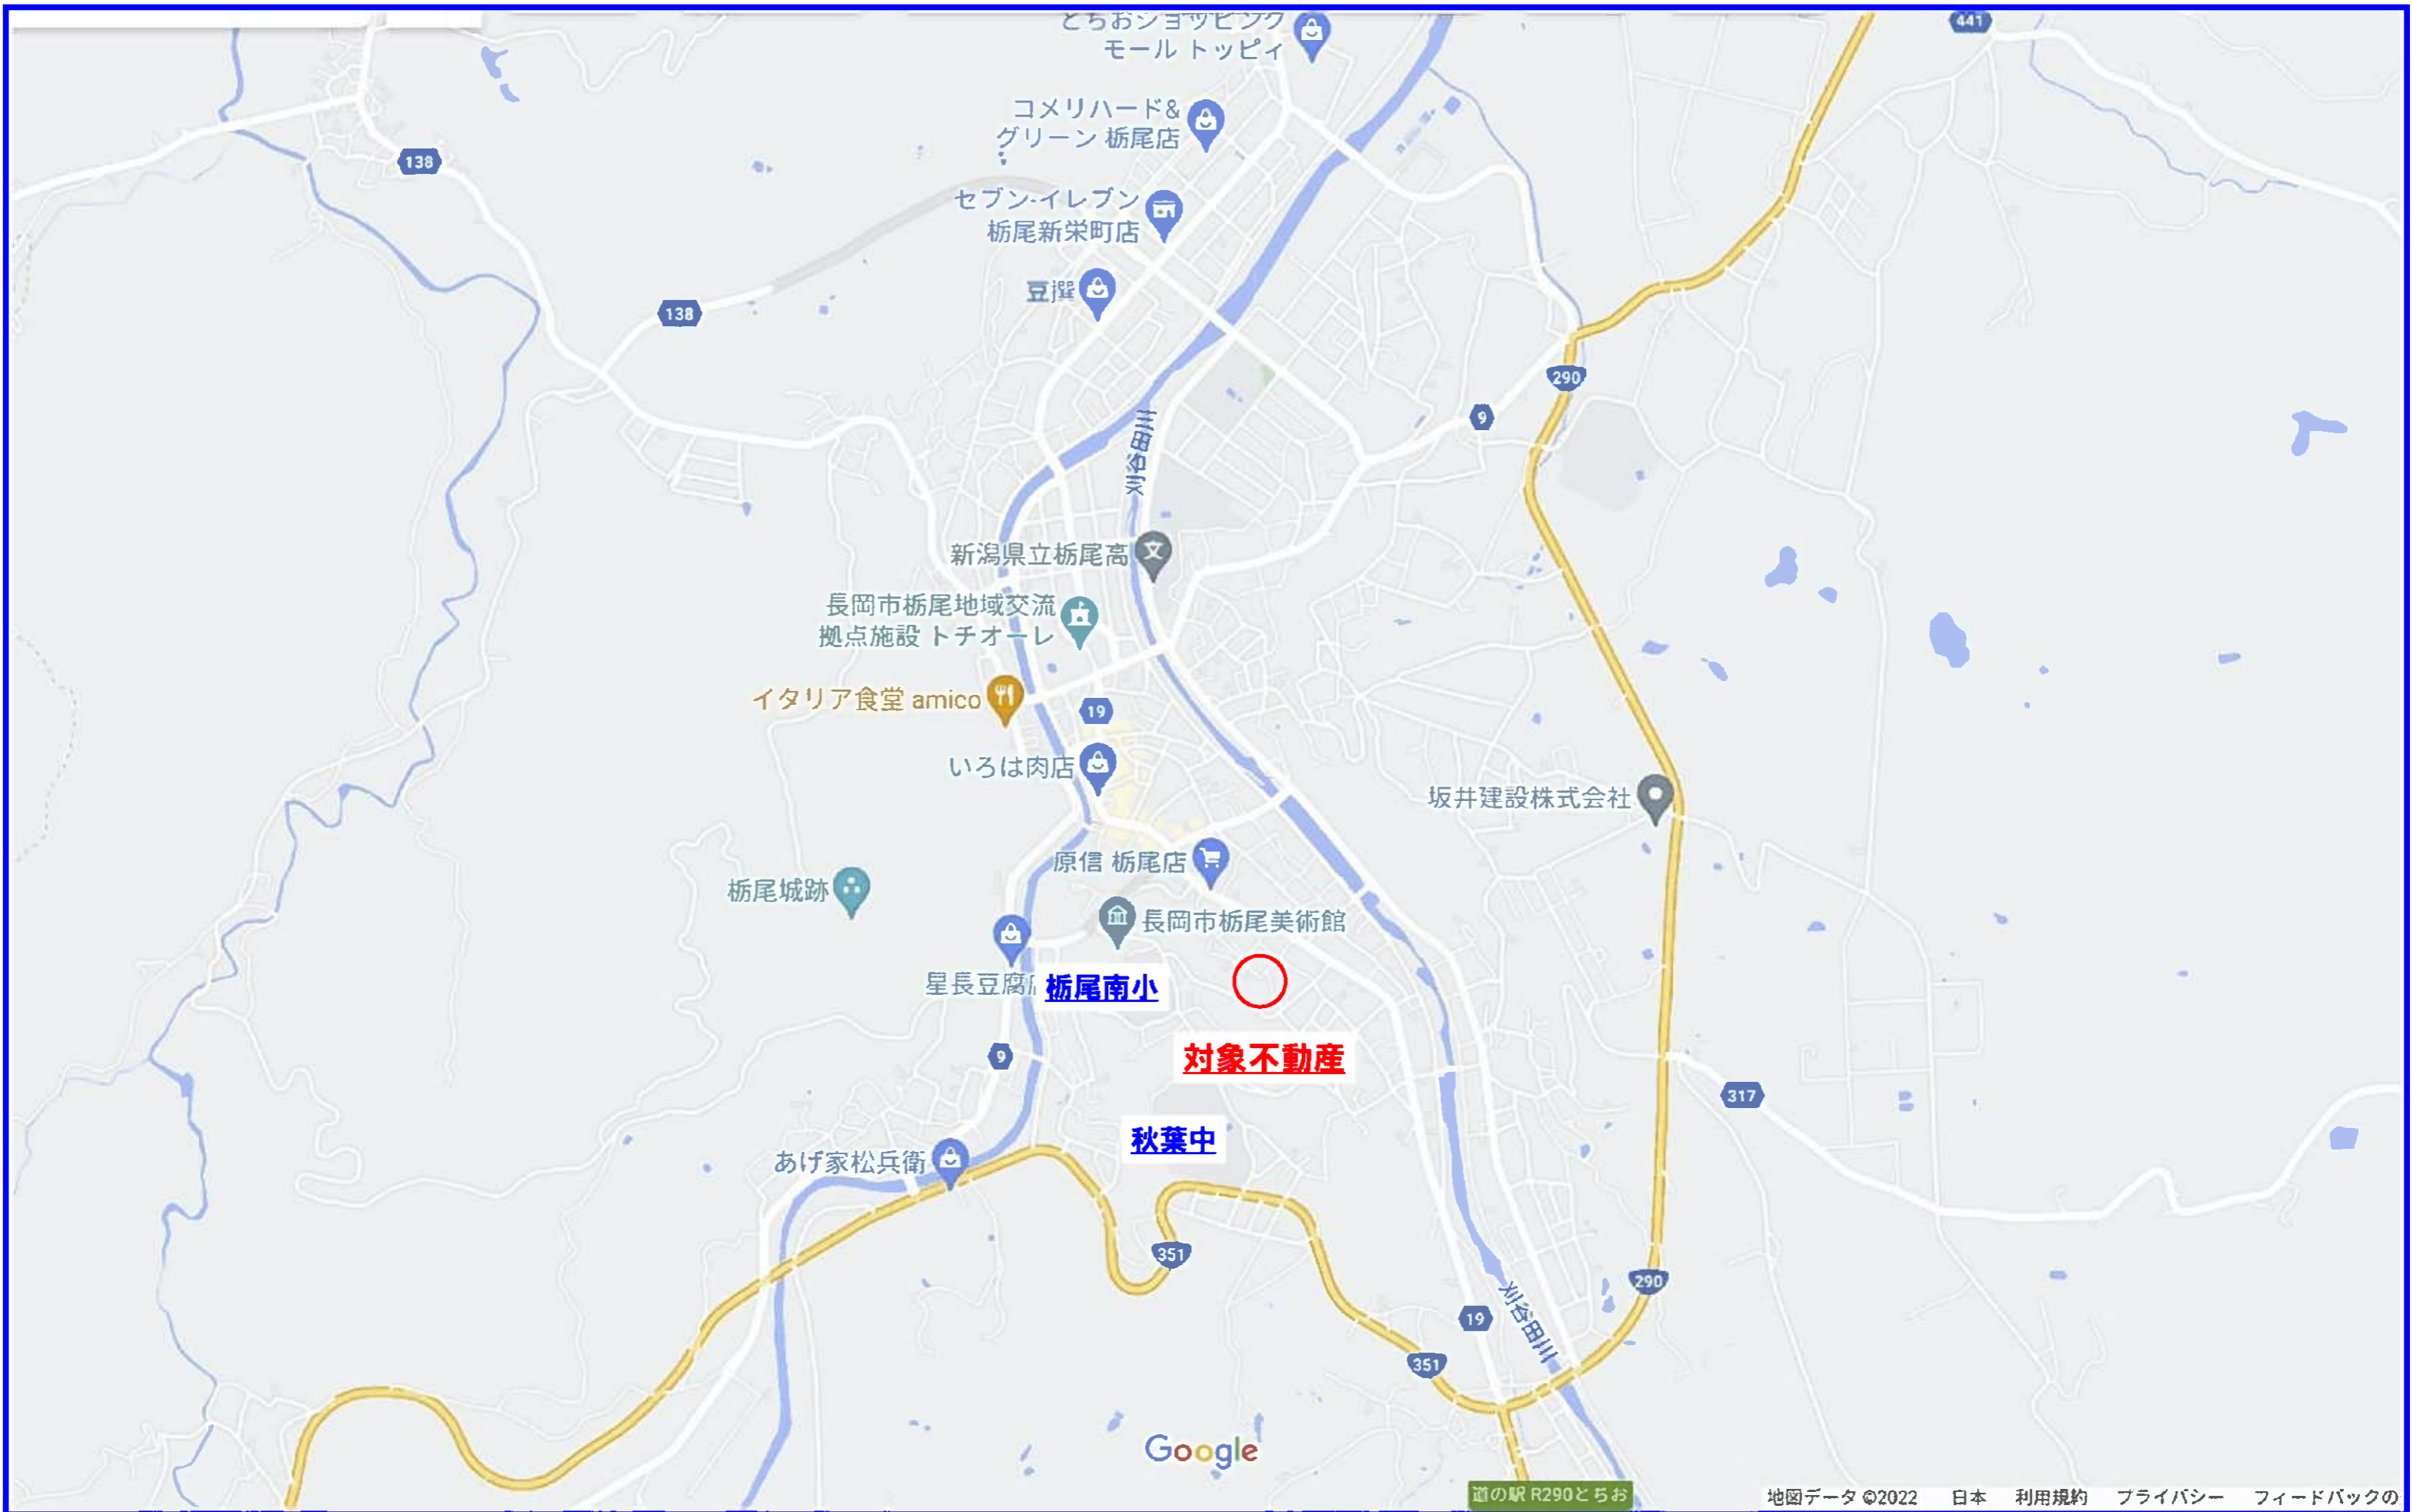 とちおショッピング
モール トッピィ
441
コメリハード&
グリーン 栃尾店
138
セブン-イレブン
栃尾新栄町店
豆撰
138
290
9
刈谷田川
新潟県立栃尾高
長岡市栃尾地域交流
拠点施設 トチオーレ
イタリア食堂 amico
19
いろは肉店
坂井建設株式会社
原信 栃尾店
栃尾城跡
長岡市栃尾美術館
星長豆腐
栃尾南小
対象不動産
9
317
秋葉中
あげ家松兵衛
351
290
19
刈谷田川
351
Google
道の駅 R290とちお
地図データ ©2022 日本 利用規約 プライバシー フィードバックの